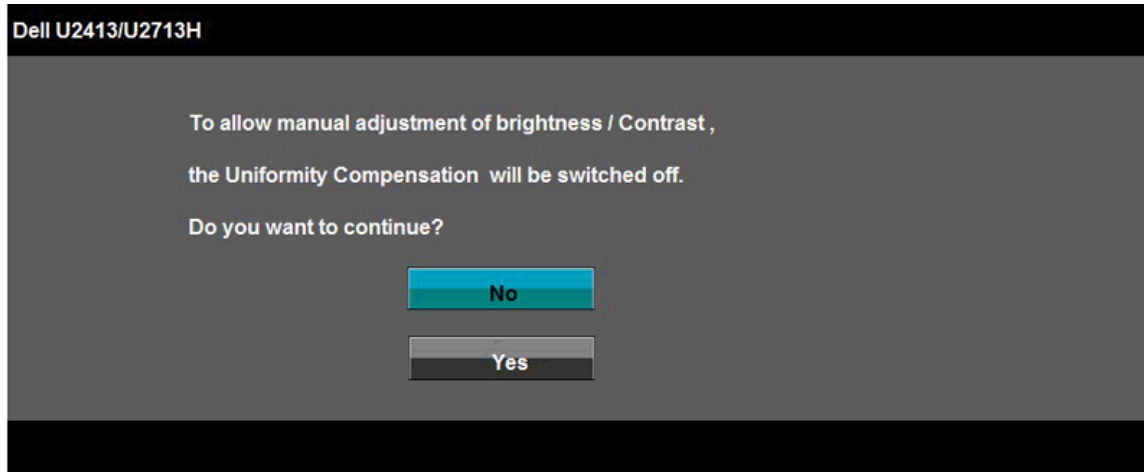 Dell U2413/U2713H
To allow manual adjustment of brightness / Contrast ,
the Uniformity Compensation will be switched off.
Do you want to continue?
No
Yes